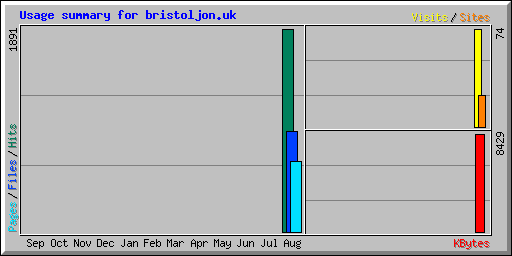 Usage summary for bristoljon.uk
Visits / Sites
1891
74
8429
Pages / Files / Hits
Sep Oct Nov Dec Jan Feb Mar Apr May Jun Jul Aug
KBytes